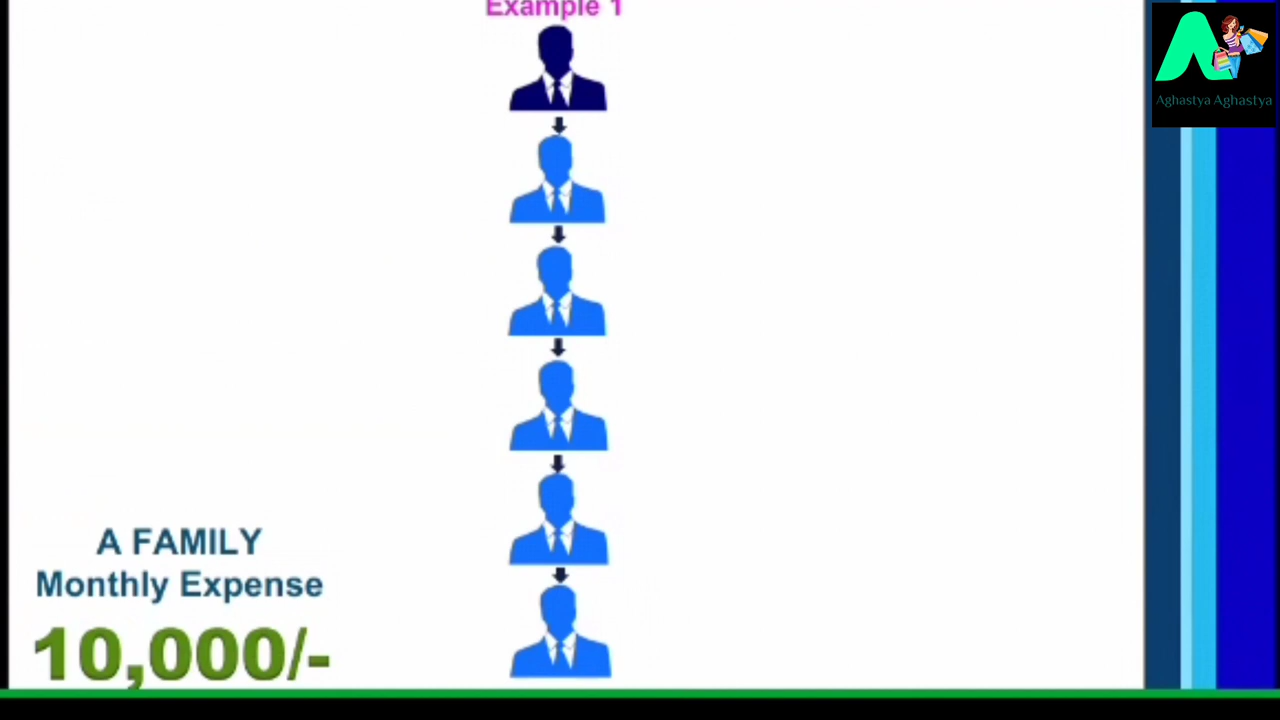 Example 1
Aghastya Aghastya
A FAMILY
Monthly Expense
10,000/-